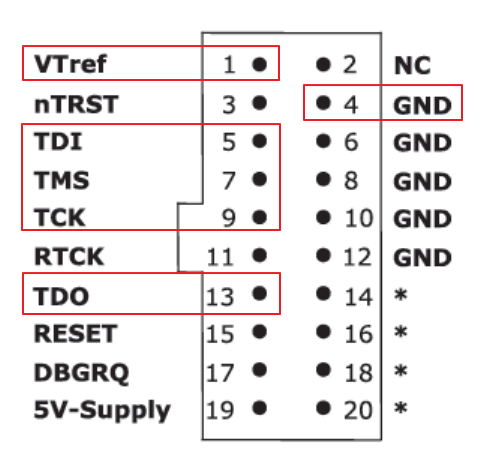 VTref 1 2 NC
nTRST 3 4 GND
TDI 5 6 GND
TMS 7 8 GND
TCK 9 10 GND
RTCK 11 12 GND
TDO 13 14 *
RESET 15 16 *
DBGRQ 17 18 *
5V-Supply 19 20 *